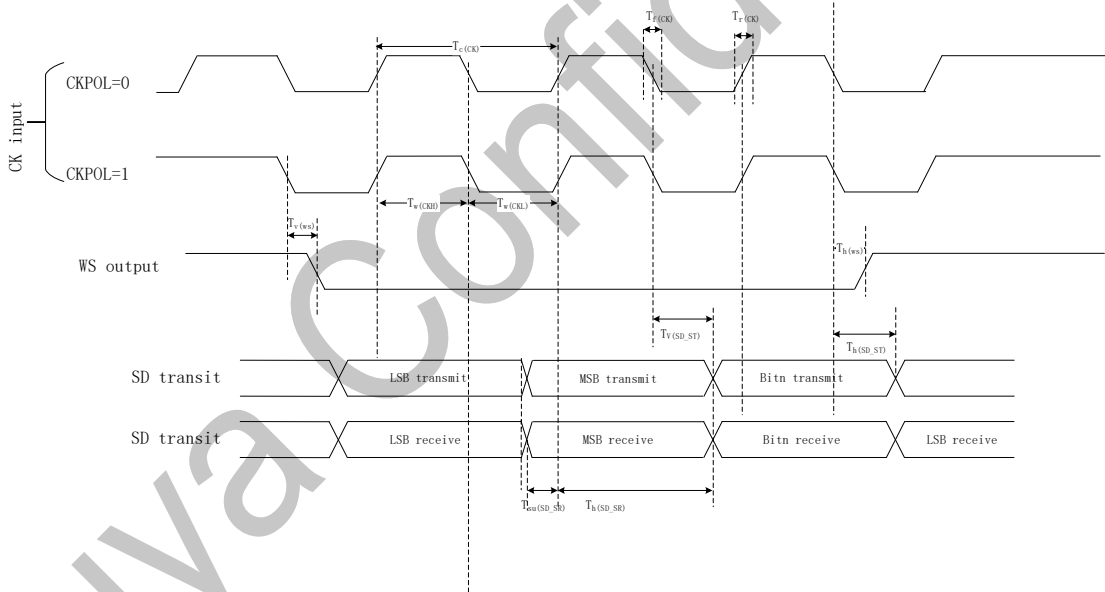 T_f(CK)
T_r(CK)
T_c(CK)
CKPOL=0
CK input
CKPOL=1
T_w(CKH)
T_w(CKL)
T_v(ws)
T_h(ws)
WS output
T_V(SD_ST)
T_h(SD_ST)
SD transit
LSB transmit
MSB transmit
Bitn transmit
SD transit
LSB receive
MSB receive
Bitn receive
LSB receive
T_su(SD_SR)
T_h(SD_SR)